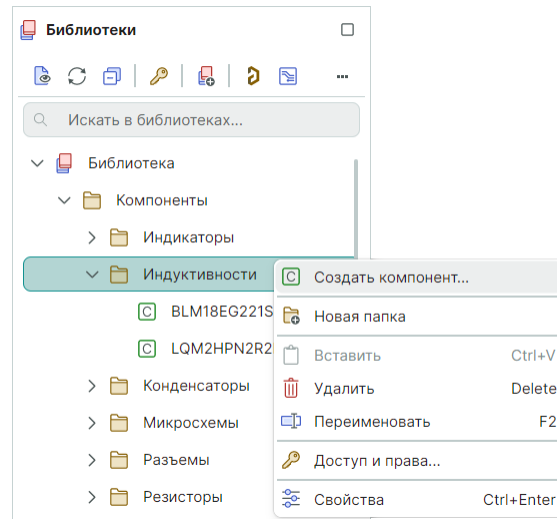 Библиотеки
Искать в библиотеках...
Библиотека
Компоненты
Индикаторы
Индуктивности
Создать компонент...
C BLM18EG221S
Новая папка
C LQM2HPN2R2
Вставить Ctrl+V
Конденсаторы
Удалить Delete
Микросхемы
Переименовать F2
Разъемы
Доступ и права...
Резисторы
Свойства Ctrl+Enter